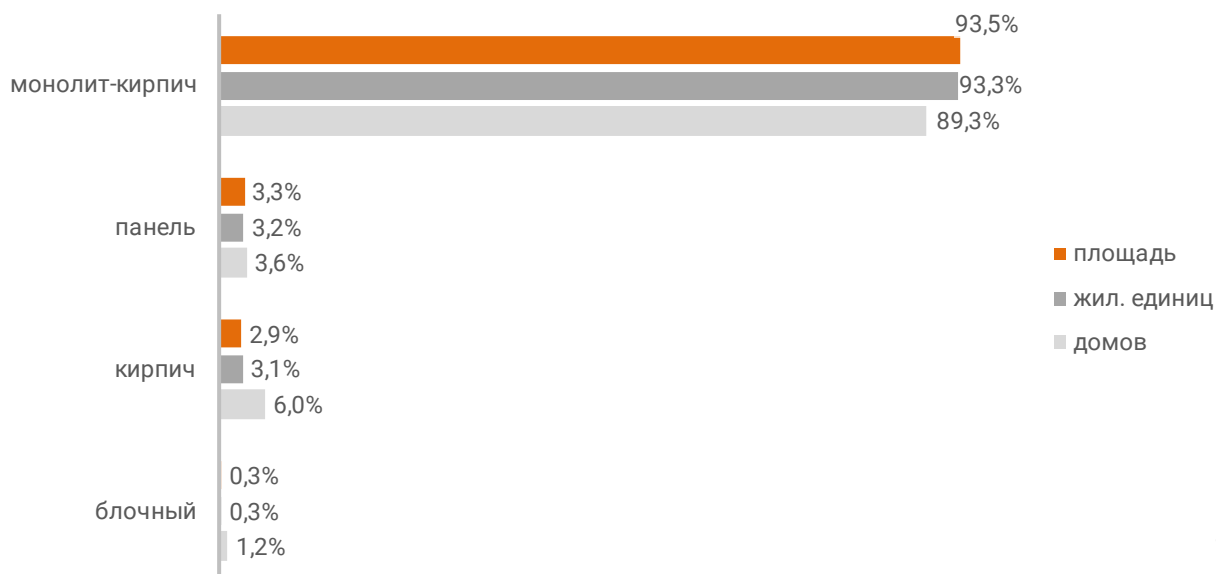 93,5%
монолит-кирпич
93,3%
89,3%
3,3%
панель
3,2%
3,6%
2,9%
кирпич
3,1%
6,0%
0,3%
блочный
0,3%
1,2%
площадь
жил. единиц
домов